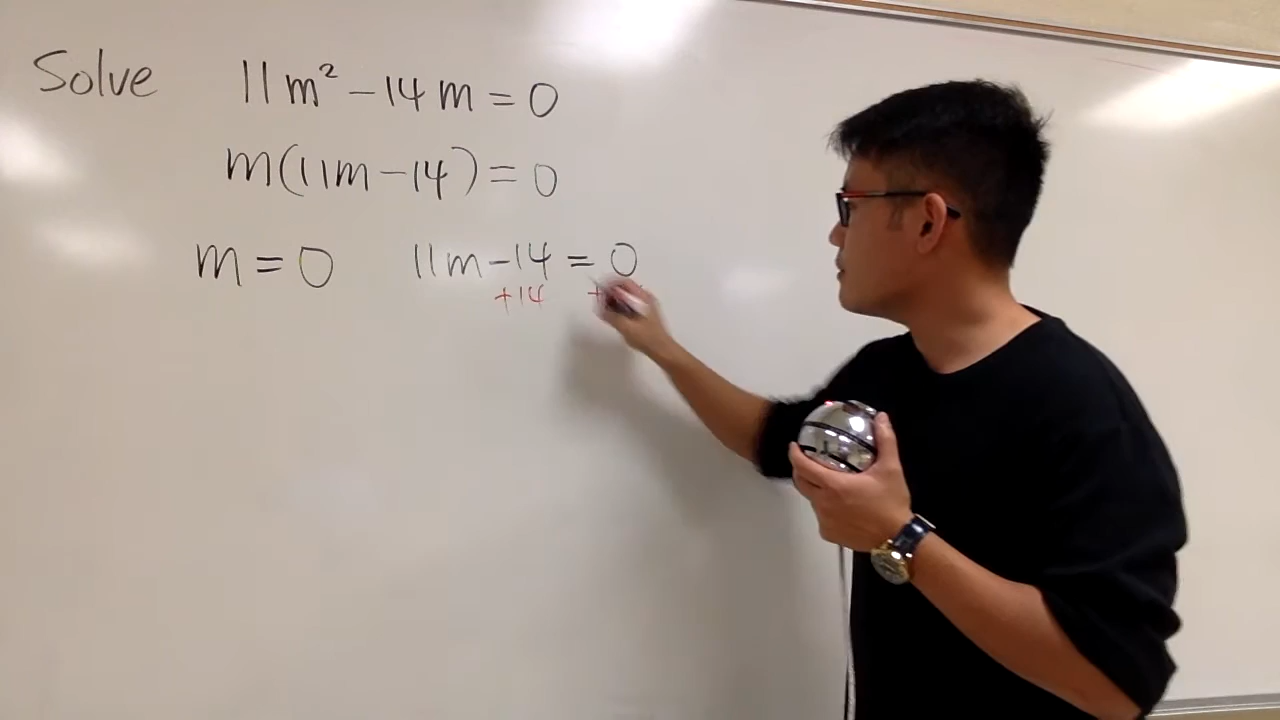 Solve 11m² - 14m = 0
m(11m - 14) = 0
m = 0 11m - 14 = 0
+14 +